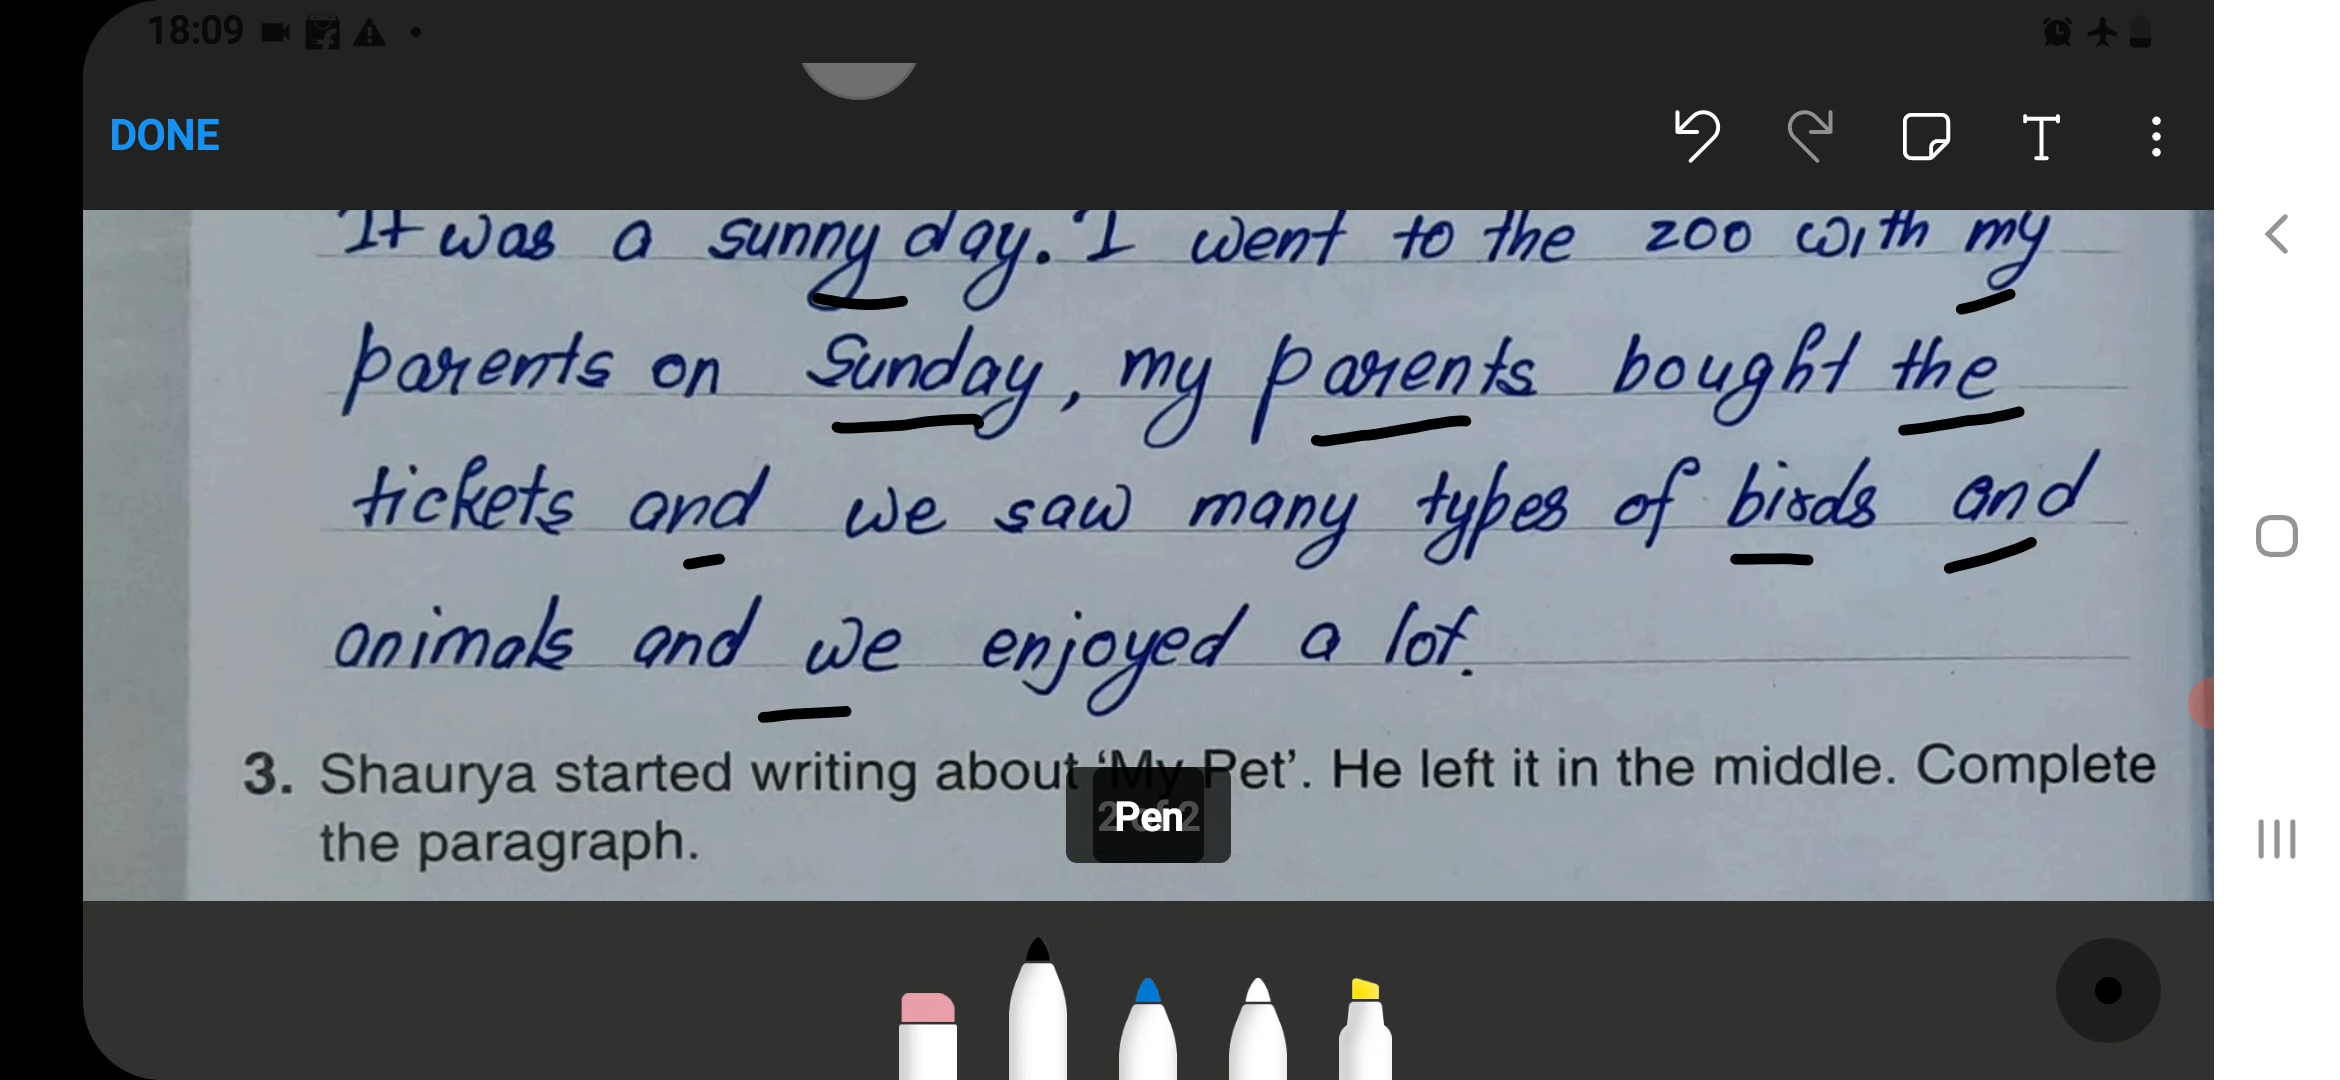 18:09
DONE
It was a sunny day. I went to the zoo with my
parents on Sunday, my parents bought the
tickets and we saw many types of birds and
animals and we enjoyed a lot.
3. Shaurya started writing about ‘My Pet’. He left it in the middle. Complete
the paragraph.
Pen